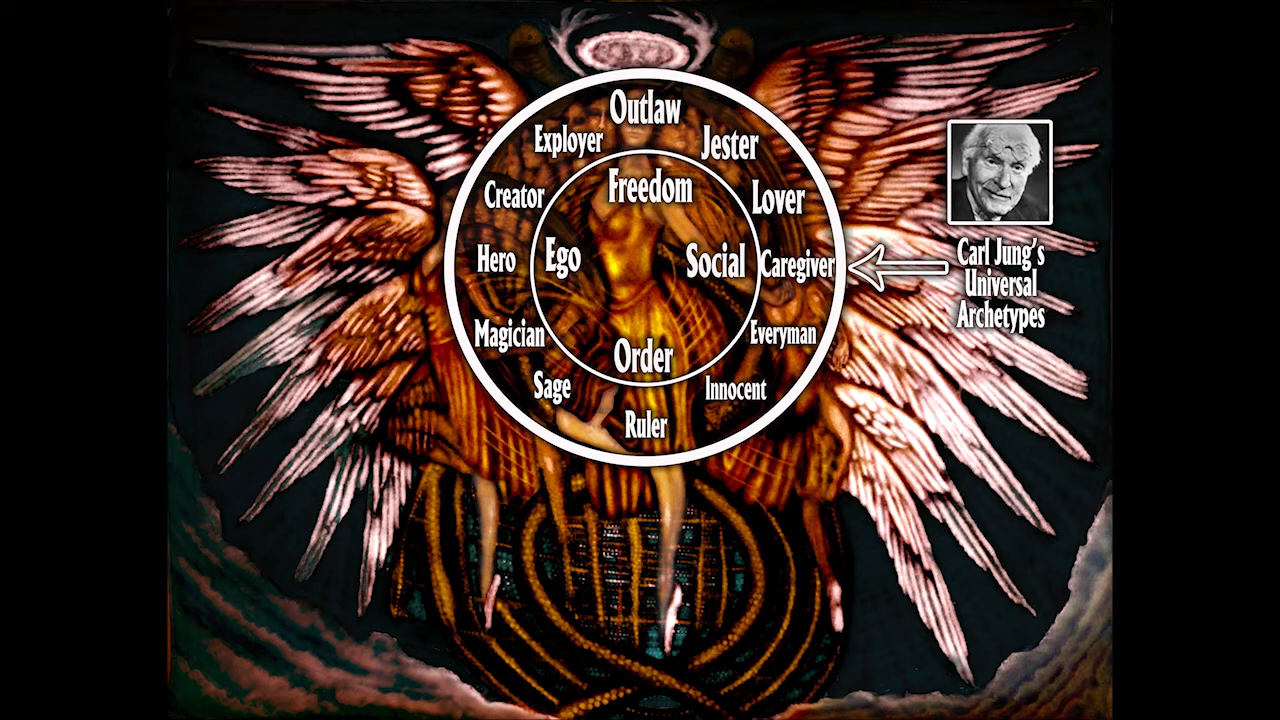 Outlaw
Exployer
Jester
Creator
Freedom
Lover
Hero
Ego
Social
Caregiver
Magician
Order
Everyman
Sage
Innocent
Ruler
Carl Jung's
Universal
Archetypes